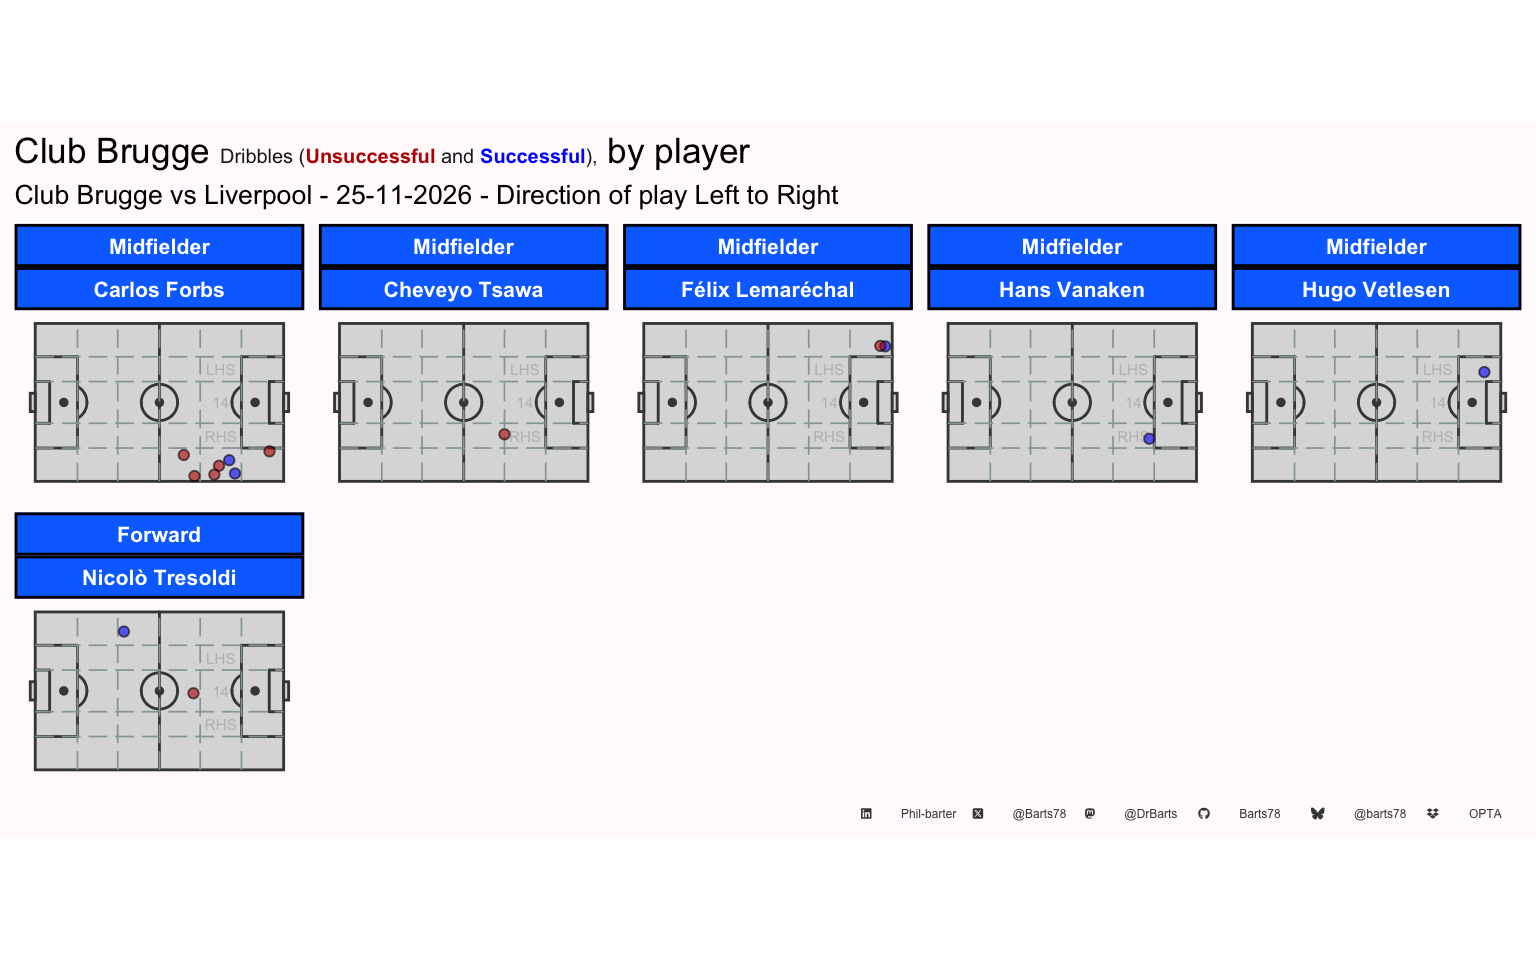 Club Brugge Dribbles (Unsuccessful and Successful), by player
Club Brugge vs Liverpool - 25-11-2026 - Direction of play Left to Right
Midfielder
Carlos Forbs
LHS
14
RHS
Midfielder
Cheveyo Tsawa
LHS
14
RHS
Midfielder
Félix Lemaréchal
LHS
14
RHS
Midfielder
Hans Vanaken
LHS
14
RHS
Midfielder
Hugo Vetlesen
LHS
14
RHS
Forward
Nicolò Tresoldi
LHS
14
RHS
Phil-barter @Barts78 @DrBarts Barts78 @barts78 OPTA